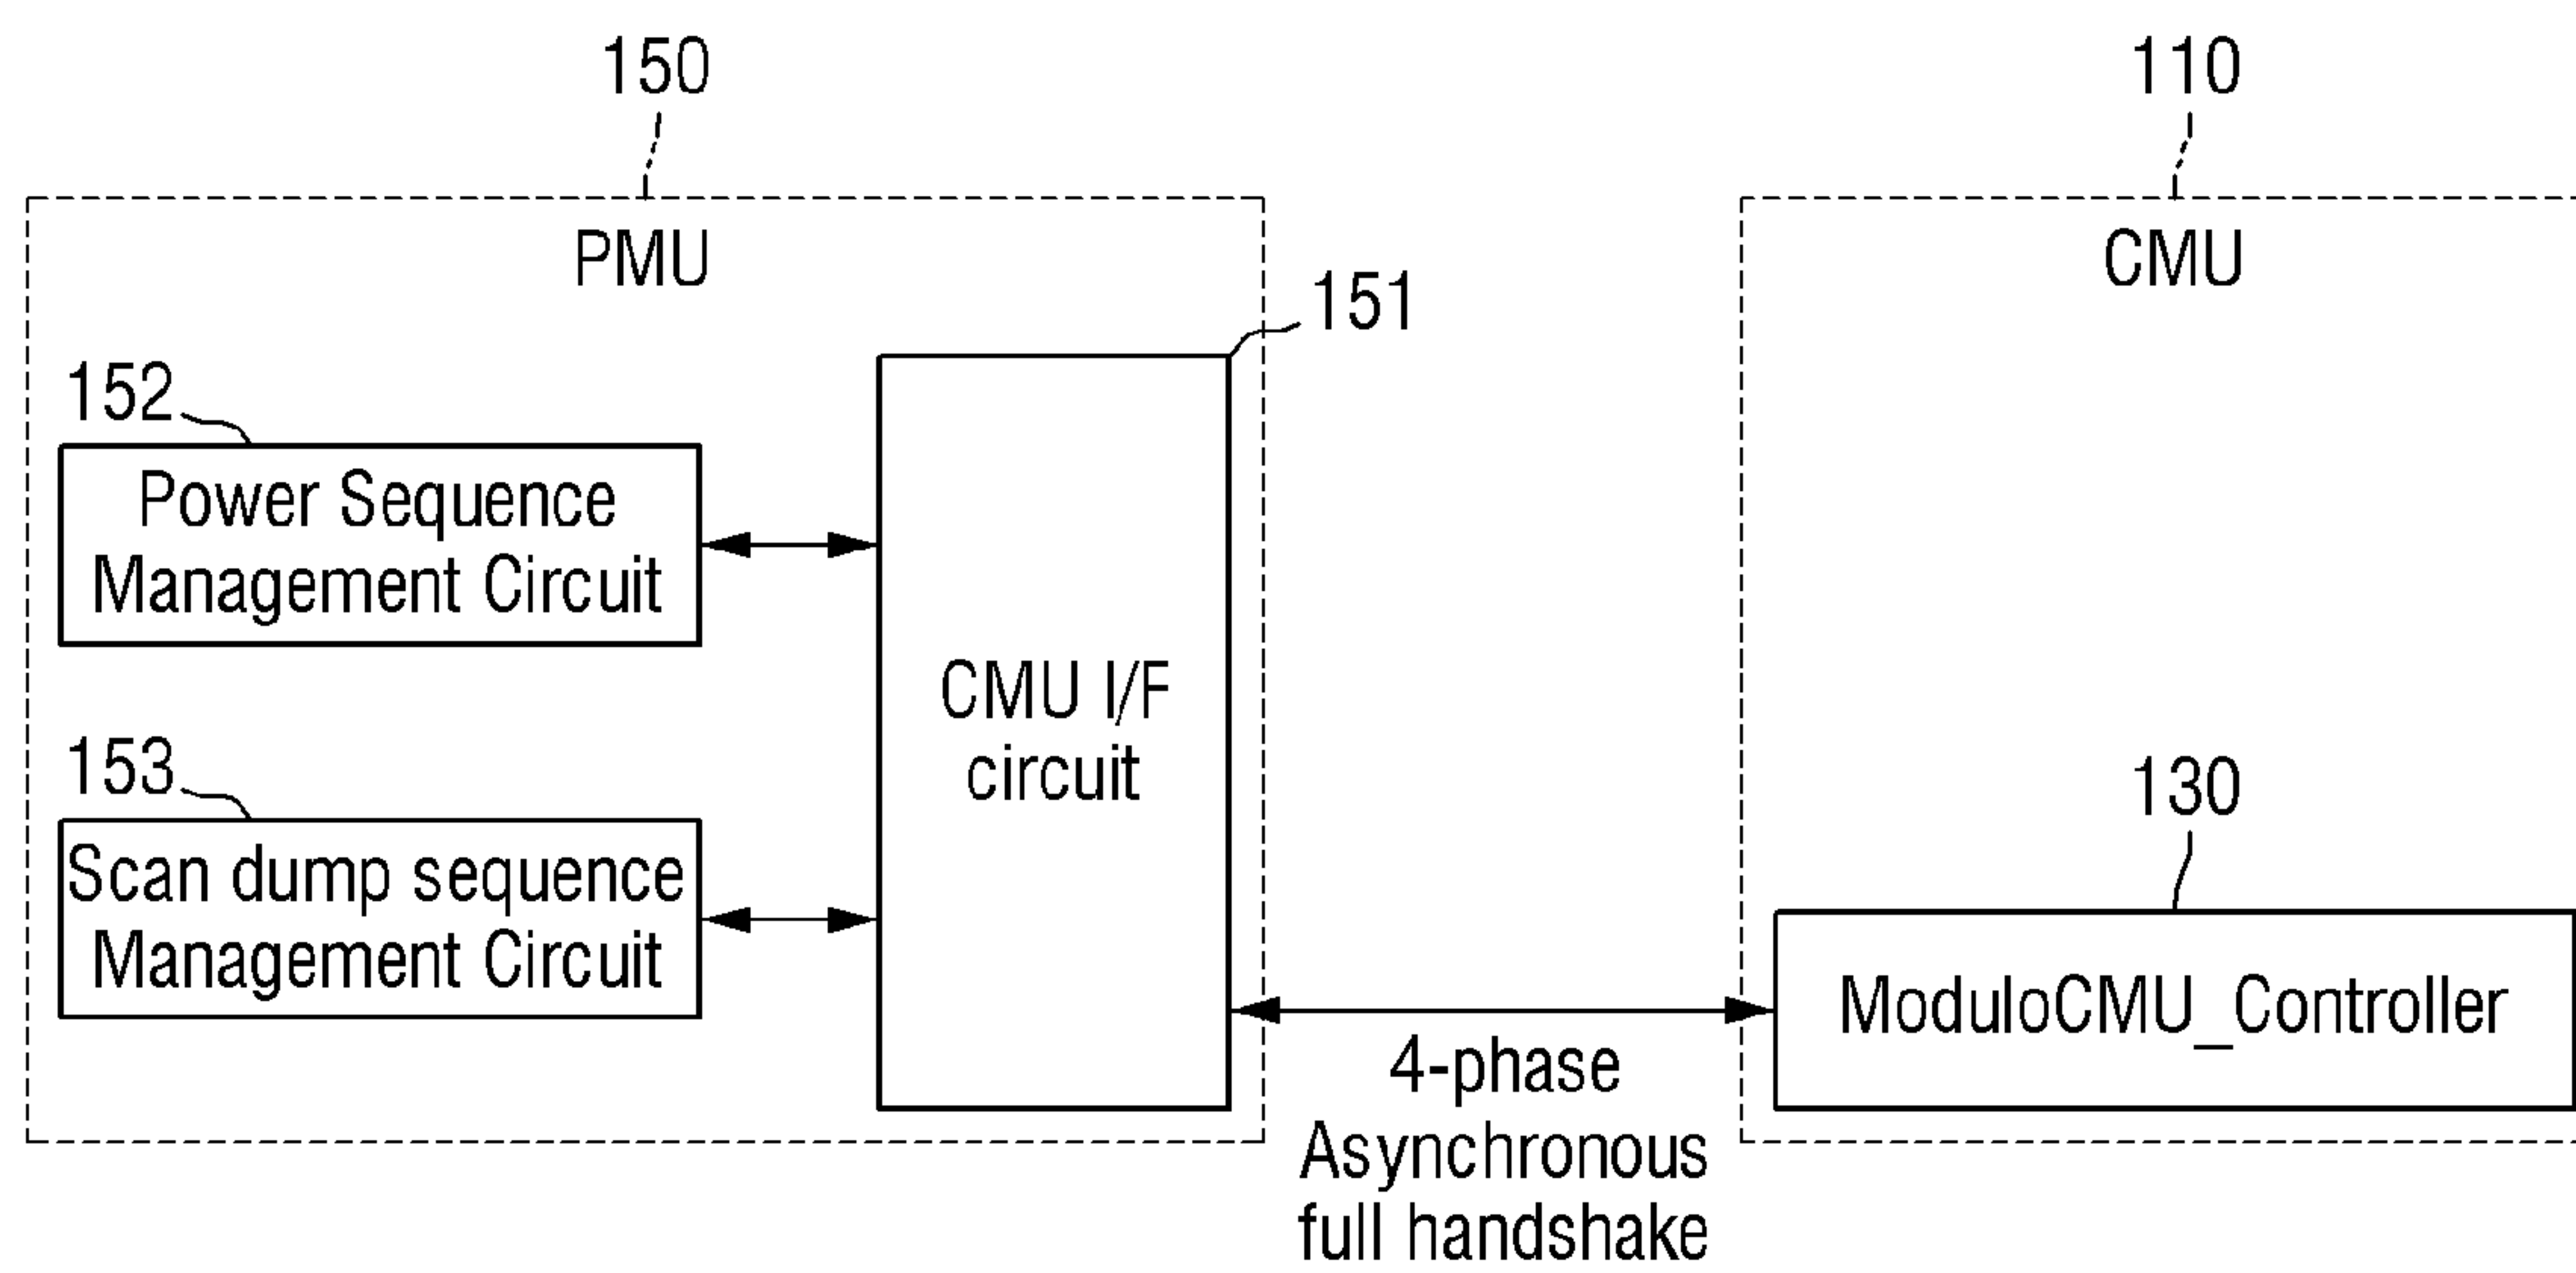 150
110
PMU
CMU
151
152
Power Sequence
Management Circuit
CMU I/F
circuit
153
Scan dump sequence
Management Circuit
130
ModuloCMU_Controller
4-phase
Asynchronous
full handshake